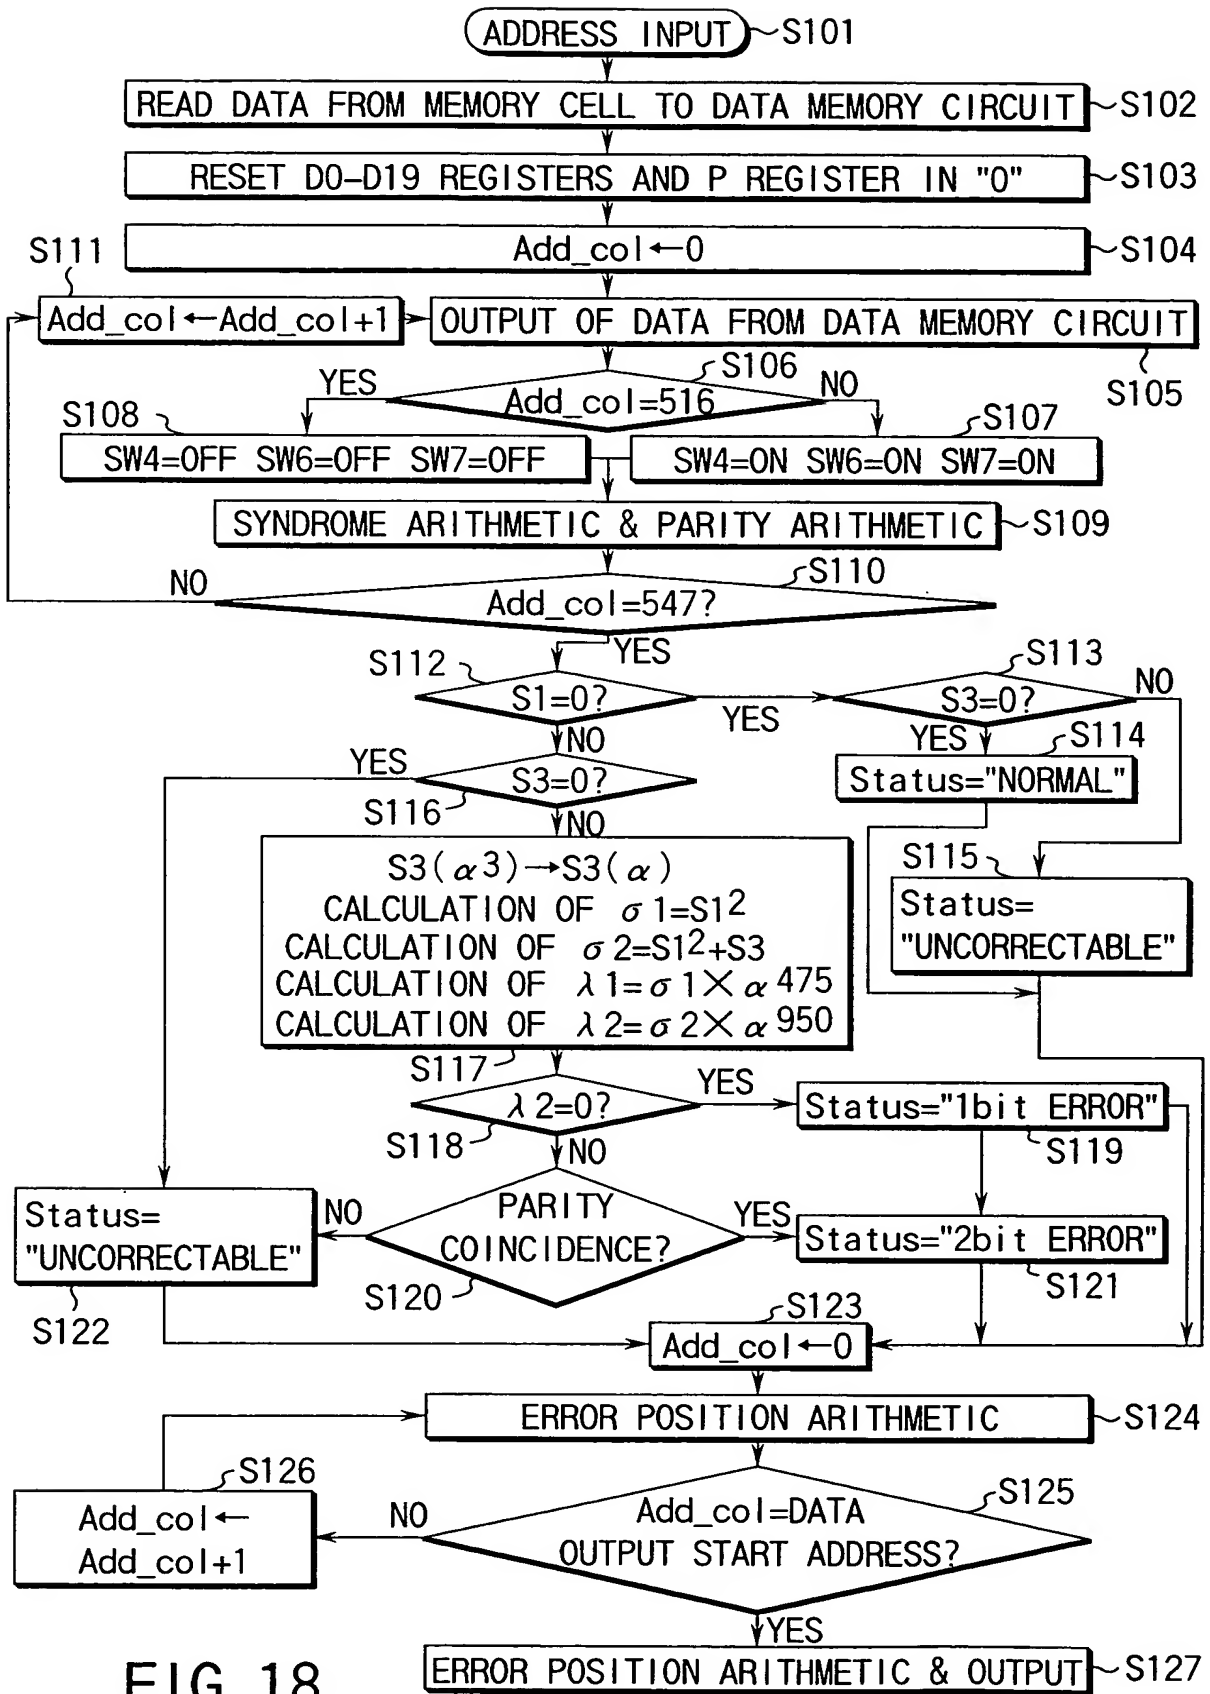 ADDRESS INPUT S101
READ DATA FROM MEMORY CELL TO DATA MEMORY CIRCUIT S102
RESET D0-D19 REGISTERS AND P REGISTER IN "0" S103
S111
Add_col←0 S104
Add_col←Add_col+1
OUTPUT OF DATA FROM DATA MEMORY CIRCUIT
S105
S106
YES
Add_col=516
NO
S108
S107
SW4=OFF SW6=OFF SW7=OFF
SW4=ON SW6=ON SW7=ON
SYNDROME ARITHMETIC & PARITY ARITHMETIC S109
NO
S110
Add_col=547?
YES
S112
S1=0?
YES
S113
S3=0?
NO
NO
YES
S114
Status="NORMAL"
YES
S3=0?
S116
NO
S115
Status=
"UNCORRECTABLE"
S3(α3)→S3(α)
CALCULATION OF σ1=S1²
CALCULATION OF σ2=S1²+S3
CALCULATION OF λ1=σ1×α475
CALCULATION OF λ2=σ2×α950
S117
λ2=0?
YES
Status="1bit ERROR"
S118
S119
NO
PARITY
COINCIDENCE?
NO
YES
Status="2bit ERROR"
S120
S121
Status=
"UNCORRECTABLE"
S122
S123
Add_col←0
ERROR POSITION ARITHMETIC S124
S126
Add_col←
Add_col+1
NO
S125
Add_col=DATA
OUTPUT START ADDRESS?
YES
ERROR POSITION ARITHMETIC & OUTPUT S127
FIG. 18